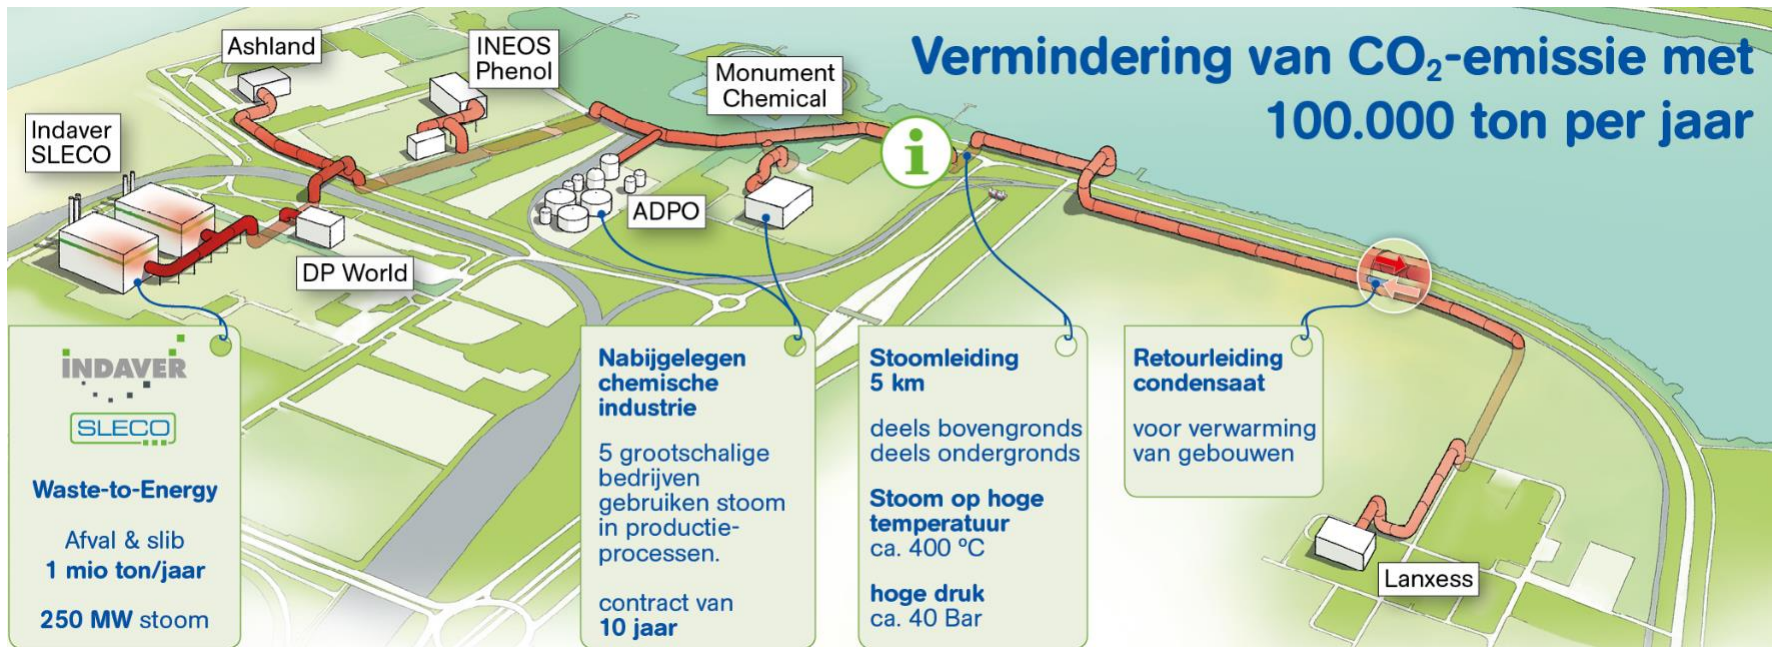 Vermindering van CO₂-emissie met
100.000 ton per jaar
Ashland
INEOS
Phenol
Monument
Chemical
Indaver
SLECO
ADPO
DP World
i
Lanxess
INDAVER
SLECO
Waste-to-Energy
Afval & slib
1 mio ton/jaar
250 MW stoom
Nabijgelegen
chemische
industrie
5 grootschalige
bedrijven
gebruiken stoom
in productie-
processen.
contract van
10 jaar
Stoomleiding
5 km
deels bovengronds
deels ondergronds
Stoom op hoge
temperatuur
ca. 400 ºC
hoge druk
ca. 40 Bar
Retourleiding
condensaat
voor verwarming
van gebouwen